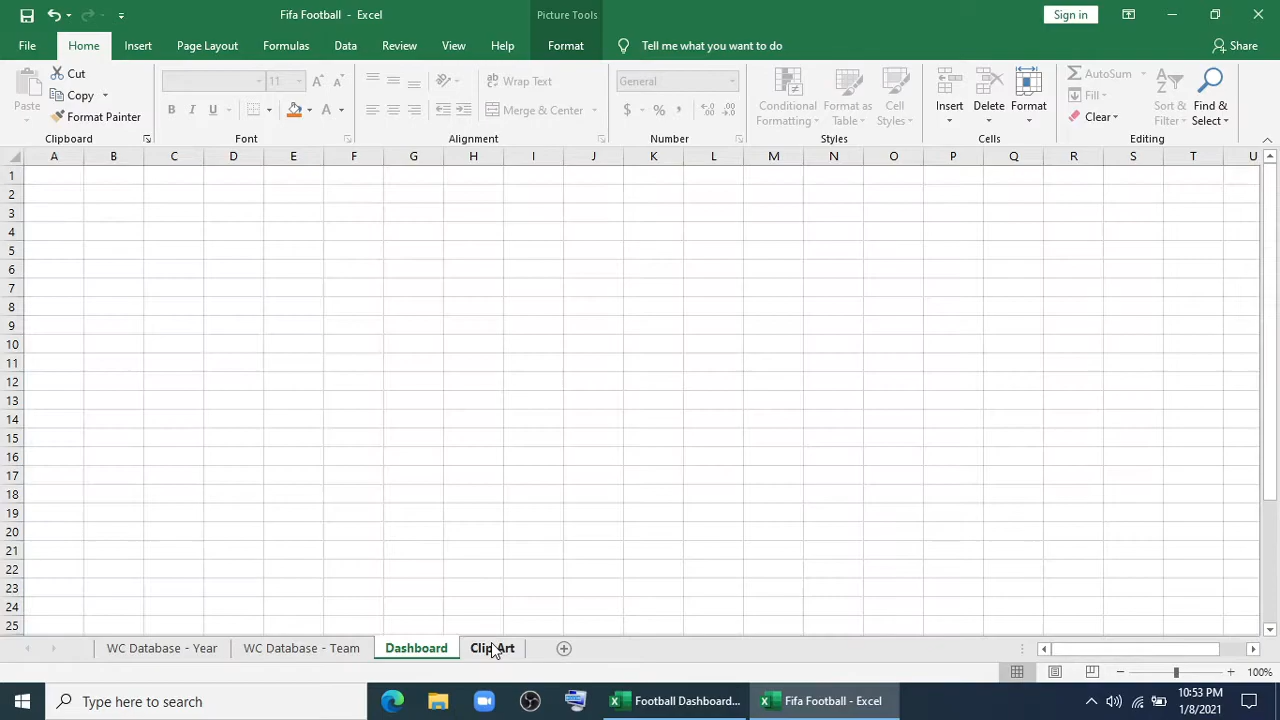 Fifa Football - Excel
Picture Tools
Sign in
File
Home
Insert
Page Layout
Formulas
Data
Review
View
Help
Format
Tell me what you want to do
Share
Paste
Cut
Copy
Format Painter
Clipboard
11
B I U
A
Font
ab Wrap Text
Merge & Center
Alignment
General
$ % ,
Number
Conditional Formatting
Format as Table
Cell Styles
Styles
Insert
Delete
Format
Cells
AutoSum
Fill
Clear
Sort & Filter
Find & Select
Editing
A B C D E F G H I J K L M N O P Q R S T U
1
2
3
4
5
6
7
8
9
10
11
12
13
14
15
16
17
18
19
20
21
22
23
24
25
WC Database - Year
WC Database - Team
Dashboard
Clip Art
100%
Type here to search
Football Dashboard...
Fifa Football - Excel
10:53 PM
1/8/2021